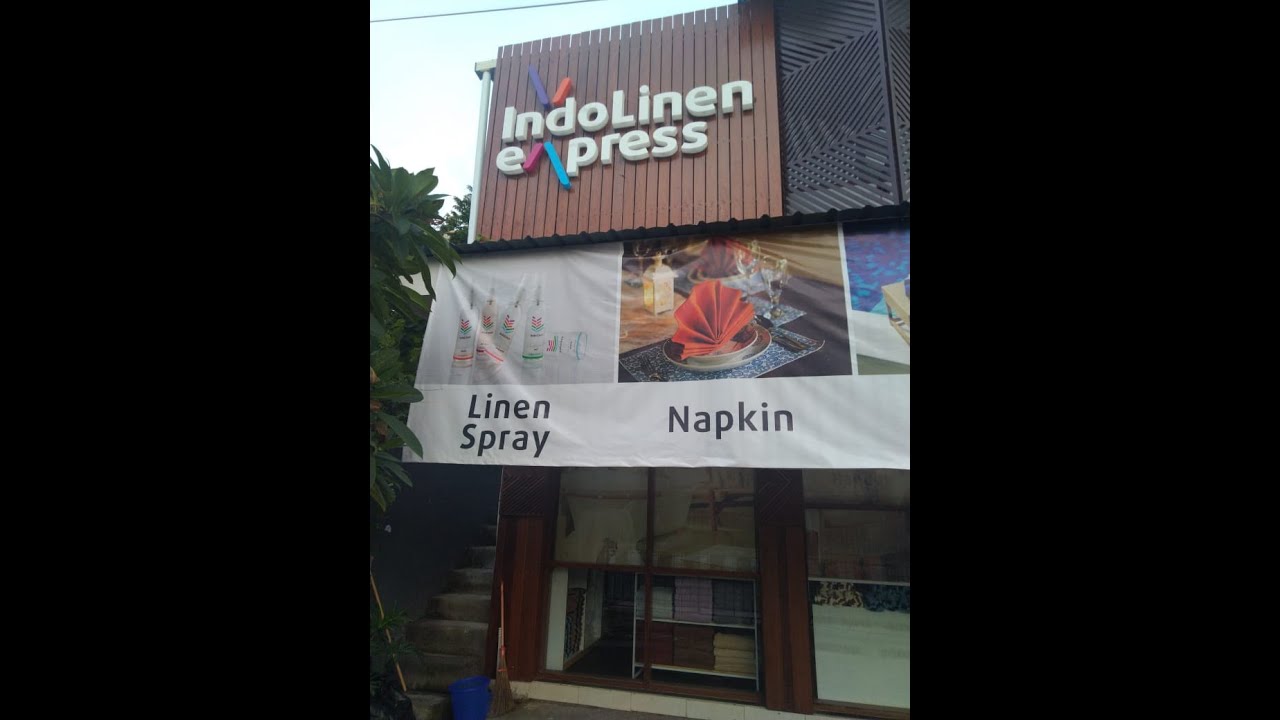 IndoLinen
express
Linen
Spray
Napkin